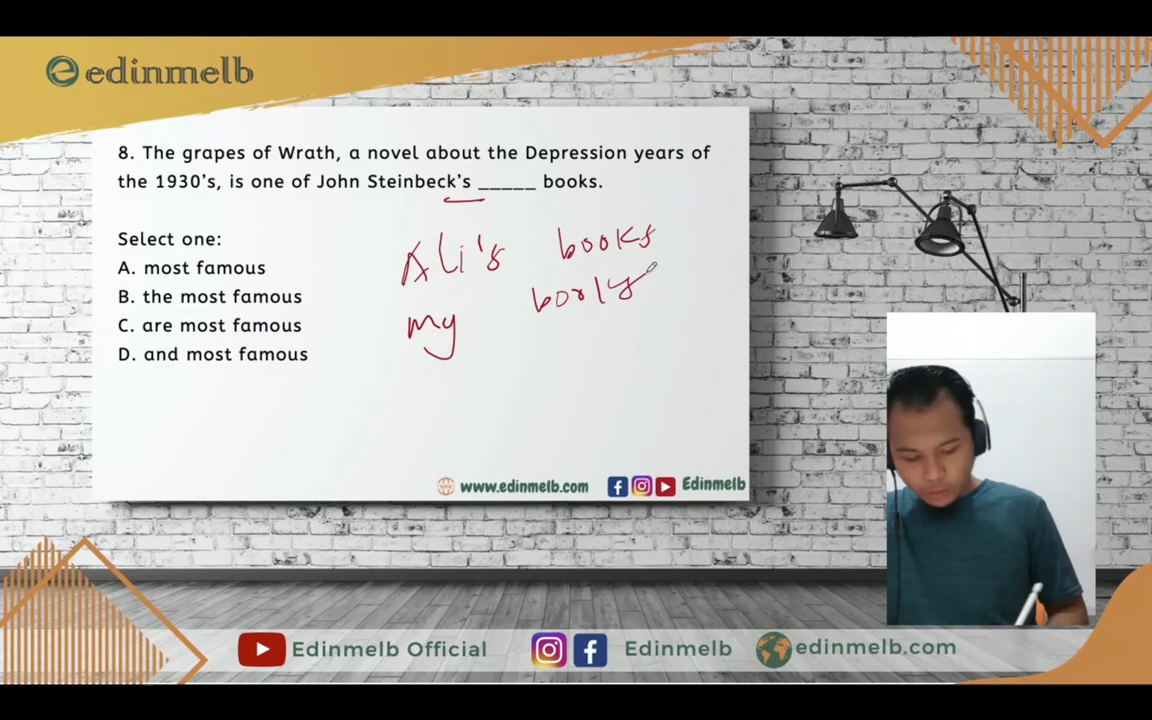 edinmelb
8. The grapes of Wrath, a novel about the Depression years of
the 1930's, is one of John Steinbeck's _____ books.
Select one:
A. most famous
B. the most famous
C. are most famous
D. and most famous
Ali's books
my
www.edinmelb.com Edinmelb
Edinmelb Official Edinmelb edinmelb.com